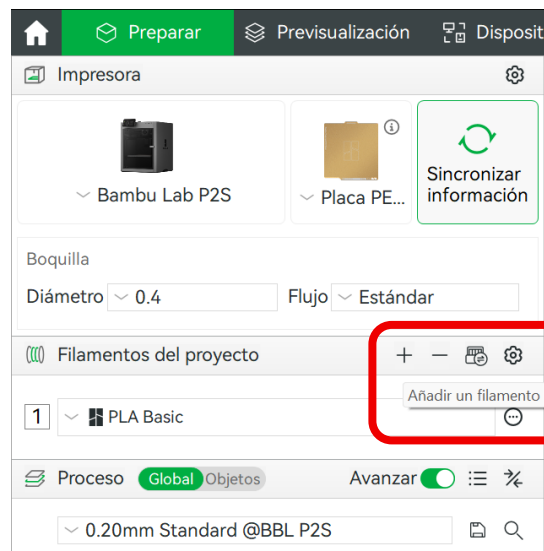 Preparar
Previsualización
Disposit
Impresora
Bambu Lab P2S
Placa PE...
Sincronizar
información
Boquilla
Diámetro 0.4 Flujo Estándar
Filamentos del proyecto
Añadir un filamento
1 PLA Basic
Proceso Global Objetos Avanzar
0.20mm Standard @BBL P2S